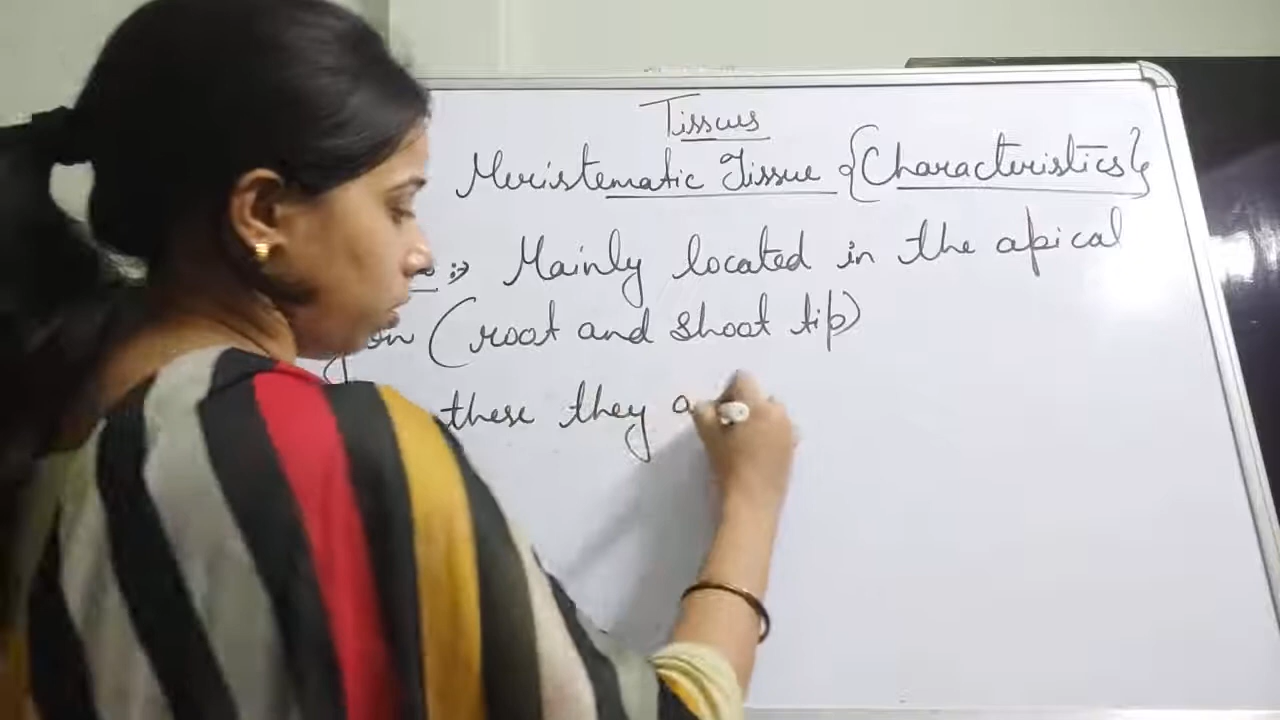 Tissues
Meristematic Tissue {Characteristics}
:→ Mainly located in the apical
(root and shoot tip)
these they a